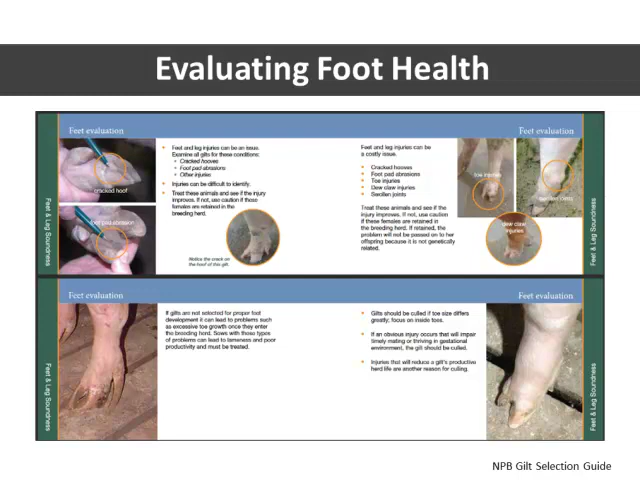 Evaluating Foot Health
Feet evaluation
Feet & Leg Soundness
cracked hoof
foot pad abrasion
• Feet and leg injuries can be an issue.
Examine all gilts for these conditions:
• Cracked hooves
• Foot pad abrasions
• Other injuries
• Injuries can be difficult to identify.
• Treat these animals and see if the injury
improves. If not, use caution if these
females are retained in the
breeding herd.
Notice the crack on
the hoof of this gilt.
Feet evaluation
Feet and leg injuries can be
a costly issue.
• Cracked hooves
• Foot pad abrasions
• Toe injuries
• Dew claw injuries
• Swollen joints
Treat these animals and see if the
injury improves. If not, use caution
if these females are retained in
the breeding herd. If retained, the
problem will not be passed on to her
offspring because it is not genetically
related.
toe injuries
swollen joints
dew claw
injuries
Feet & Leg Soundness
Feet evaluation
Feet & Leg Soundness
If gilts are not selected for proper foot
development it can lead to problems such
as excessive toe growth once they enter
the breeding herd. Sows with these types
of problems can lead to lameness and poor
productivity and must be treated.
Feet evaluation
• Gilts should be culled if toe size differs
greatly; focus on inside toes.
• If an obvious injury occurs that will impair
timely mating or thriving in gestational
environment, the gilt should be culled.
• Injuries that will reduce a gilt's productive
herd life are another reason for culling.
Feet & Leg Soundness
NPB Gilt Selection Guide